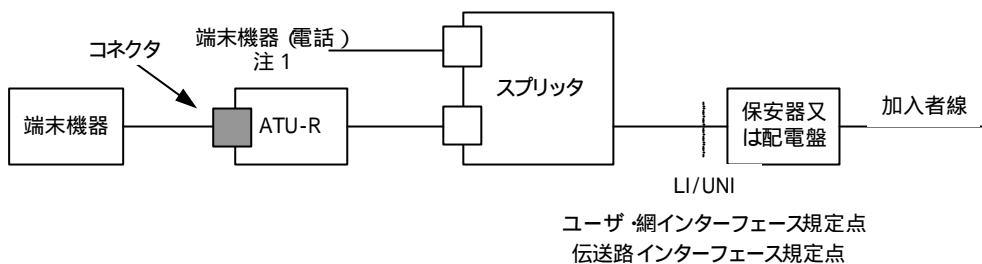 コネクタ
端末機器（電話）
注１
スプリッタ
端末機器
ATU-R
保安器又
は配電盤
加入者線
LI/UNI
ユーザ・網インターフェース規定点
伝送路インターフェース規定点